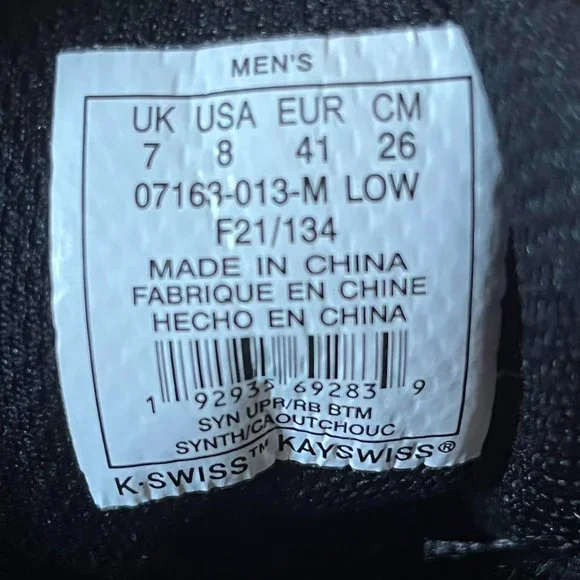 MEN'S
UK USA EUR CM
7 8 41 26
07163-013-M LOW
F21/134
MADE IN CHINA
FABRIQUE EN CHINE
HECHO EN CHINA
1 92935 69283 9
SYN UPR/RB BTM
SYNTH/CAOUTCHOUC
K·SWISS™ KAYSWISS®